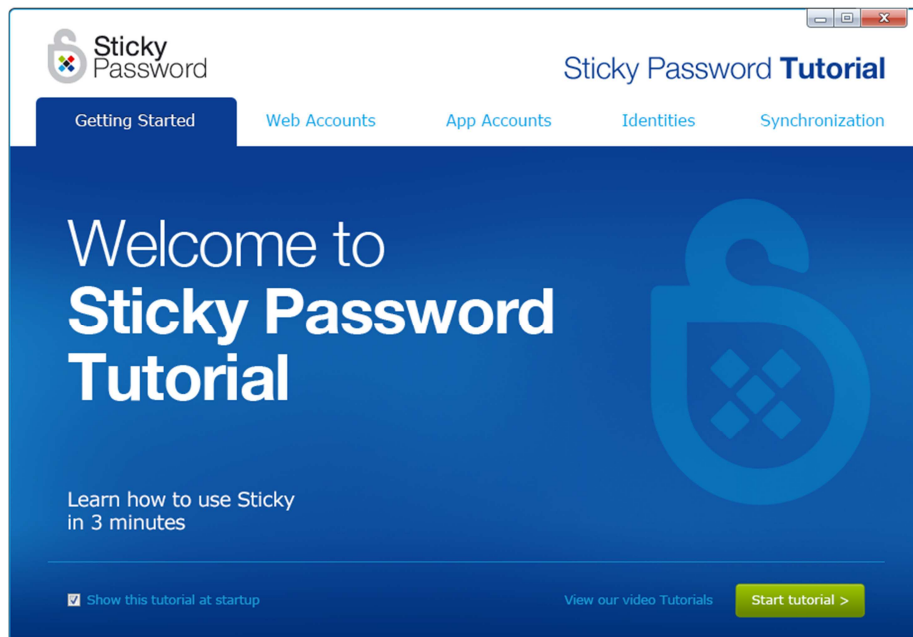 Sticky
Password
Sticky Password Tutorial
Getting Started
Web Accounts
App Accounts
Identities
Synchronization
Welcome to
Sticky Password
Tutorial
Learn how to use Sticky
in 3 minutes
Show this tutorial at startup
View our video Tutorials
Start tutorial >